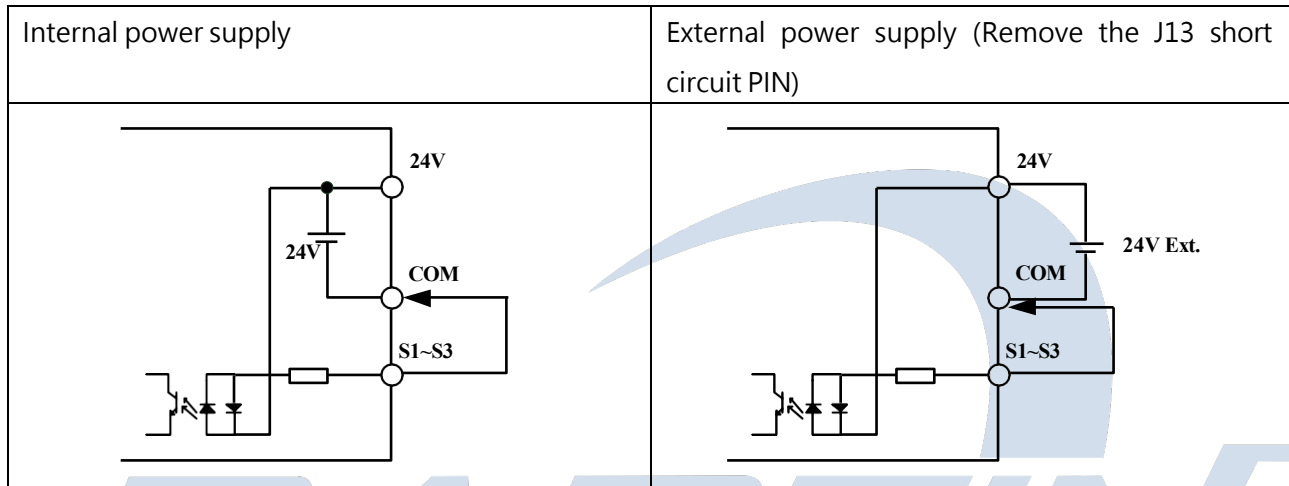 Internal power supply
External power supply (Remove the J13 short
circuit PIN)
24V
24V
COM
S1~S3
24V
24V Ext.
COM
S1~S3